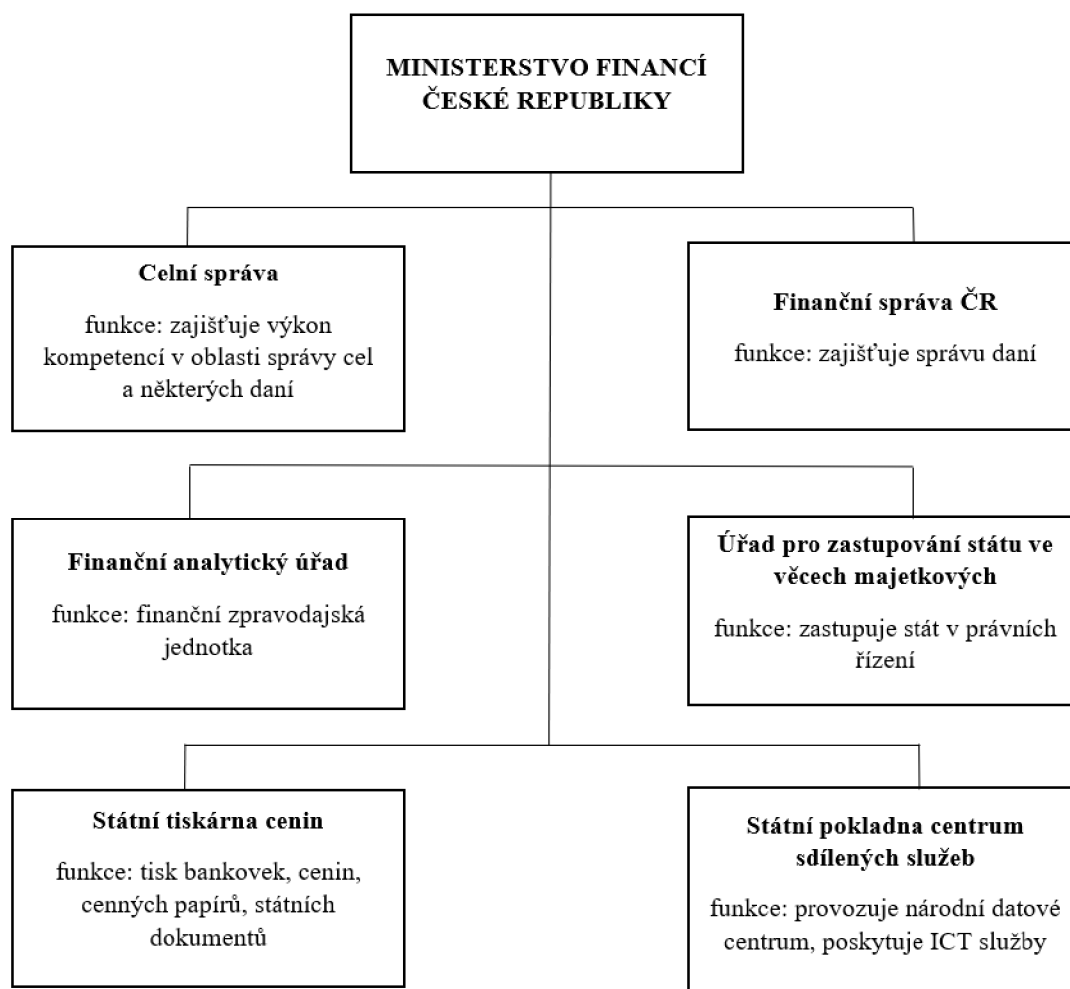 MINISTERSTVO FINANCÍ
ČESKÉ REPUBLIKY
Celní správa
funkce: zajišťuje výkon
kompetencí v oblasti správy cel
a některých daní
Finanční správa ČR
funkce: zajišťuje správu daní
Finanční analytický úřad
funkce: finanční zpravodajská
jednotka
Úřad pro zastupování státu ve
věcech majetkových
funkce: zastupuje stát v právních
řízení
Státní tiskárna cenin
funkce: tisk bankovek, cenin,
cenných papírů, státních
dokumentů
Státní pokladna centrum
sdílených služeb
funkce: provozuje národní datové
centrum, poskytuje ICT služby